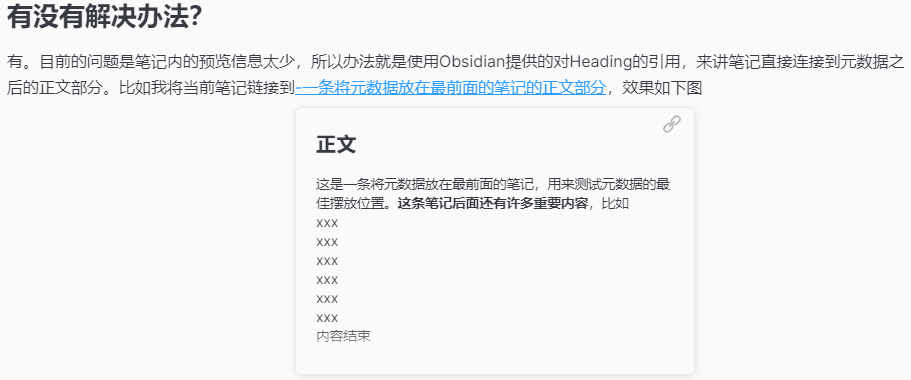 有没有解决办法?
有。目前的问题是笔记内的预览信息太少，所以办法就是使用Obsidian提供的对Heading的引用，来讲笔记直接连接到元数据之
后的正文部分。比如我将当前笔记链接到-一条将元数据放在最前面的笔记的正文部分，效果如下图
正文
这是一条将元数据放在最前面的笔记，用来测试元数据的最
佳摆放位置。这条笔记后面还有许多重要内容，比如
xxx
xxx
xxx
xxx
xxx
xxx
内容结束